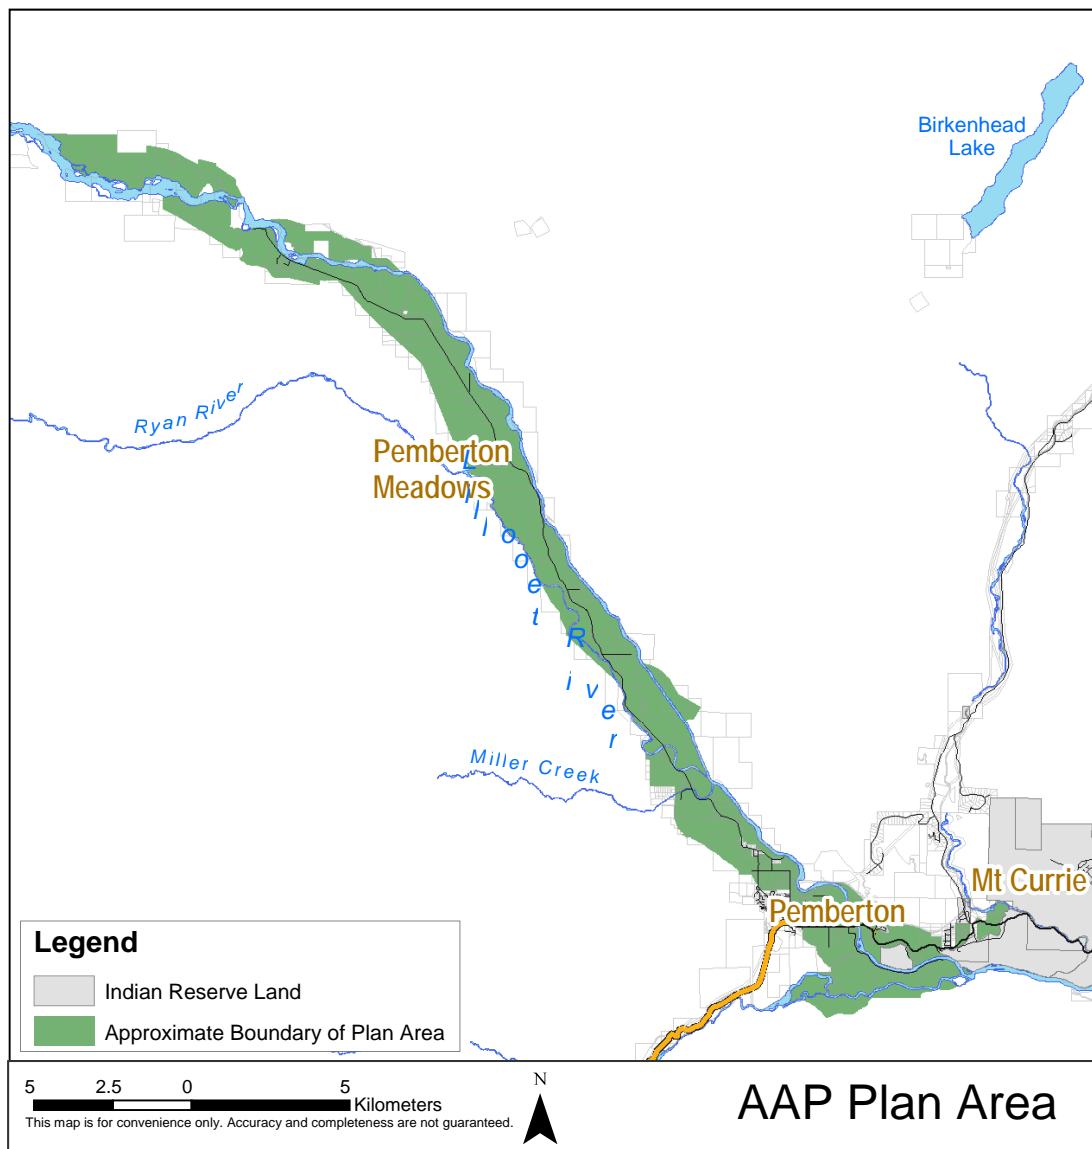 Birkenhead
Lake
Ryan River
Pemberton
Meadows
Lillooet River
Miller Creek
Mt Currie
Pemberton
Legend
Indian Reserve Land
Approximate Boundary of Plan Area
5 2.5 0 5
Kilometers
This map is for convenience only. Accuracy and completeness are not guaranteed.
N
AAP Plan Area